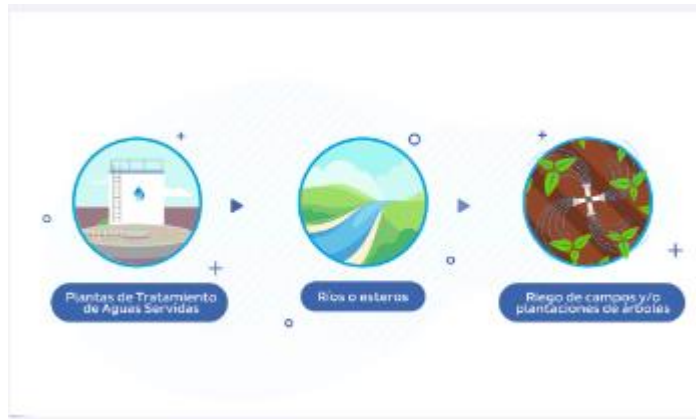 Plantas de Tratamiento
de Aguas Servidas
Ríos o esteros
Riego de campos y/o
plantaciones de árboles